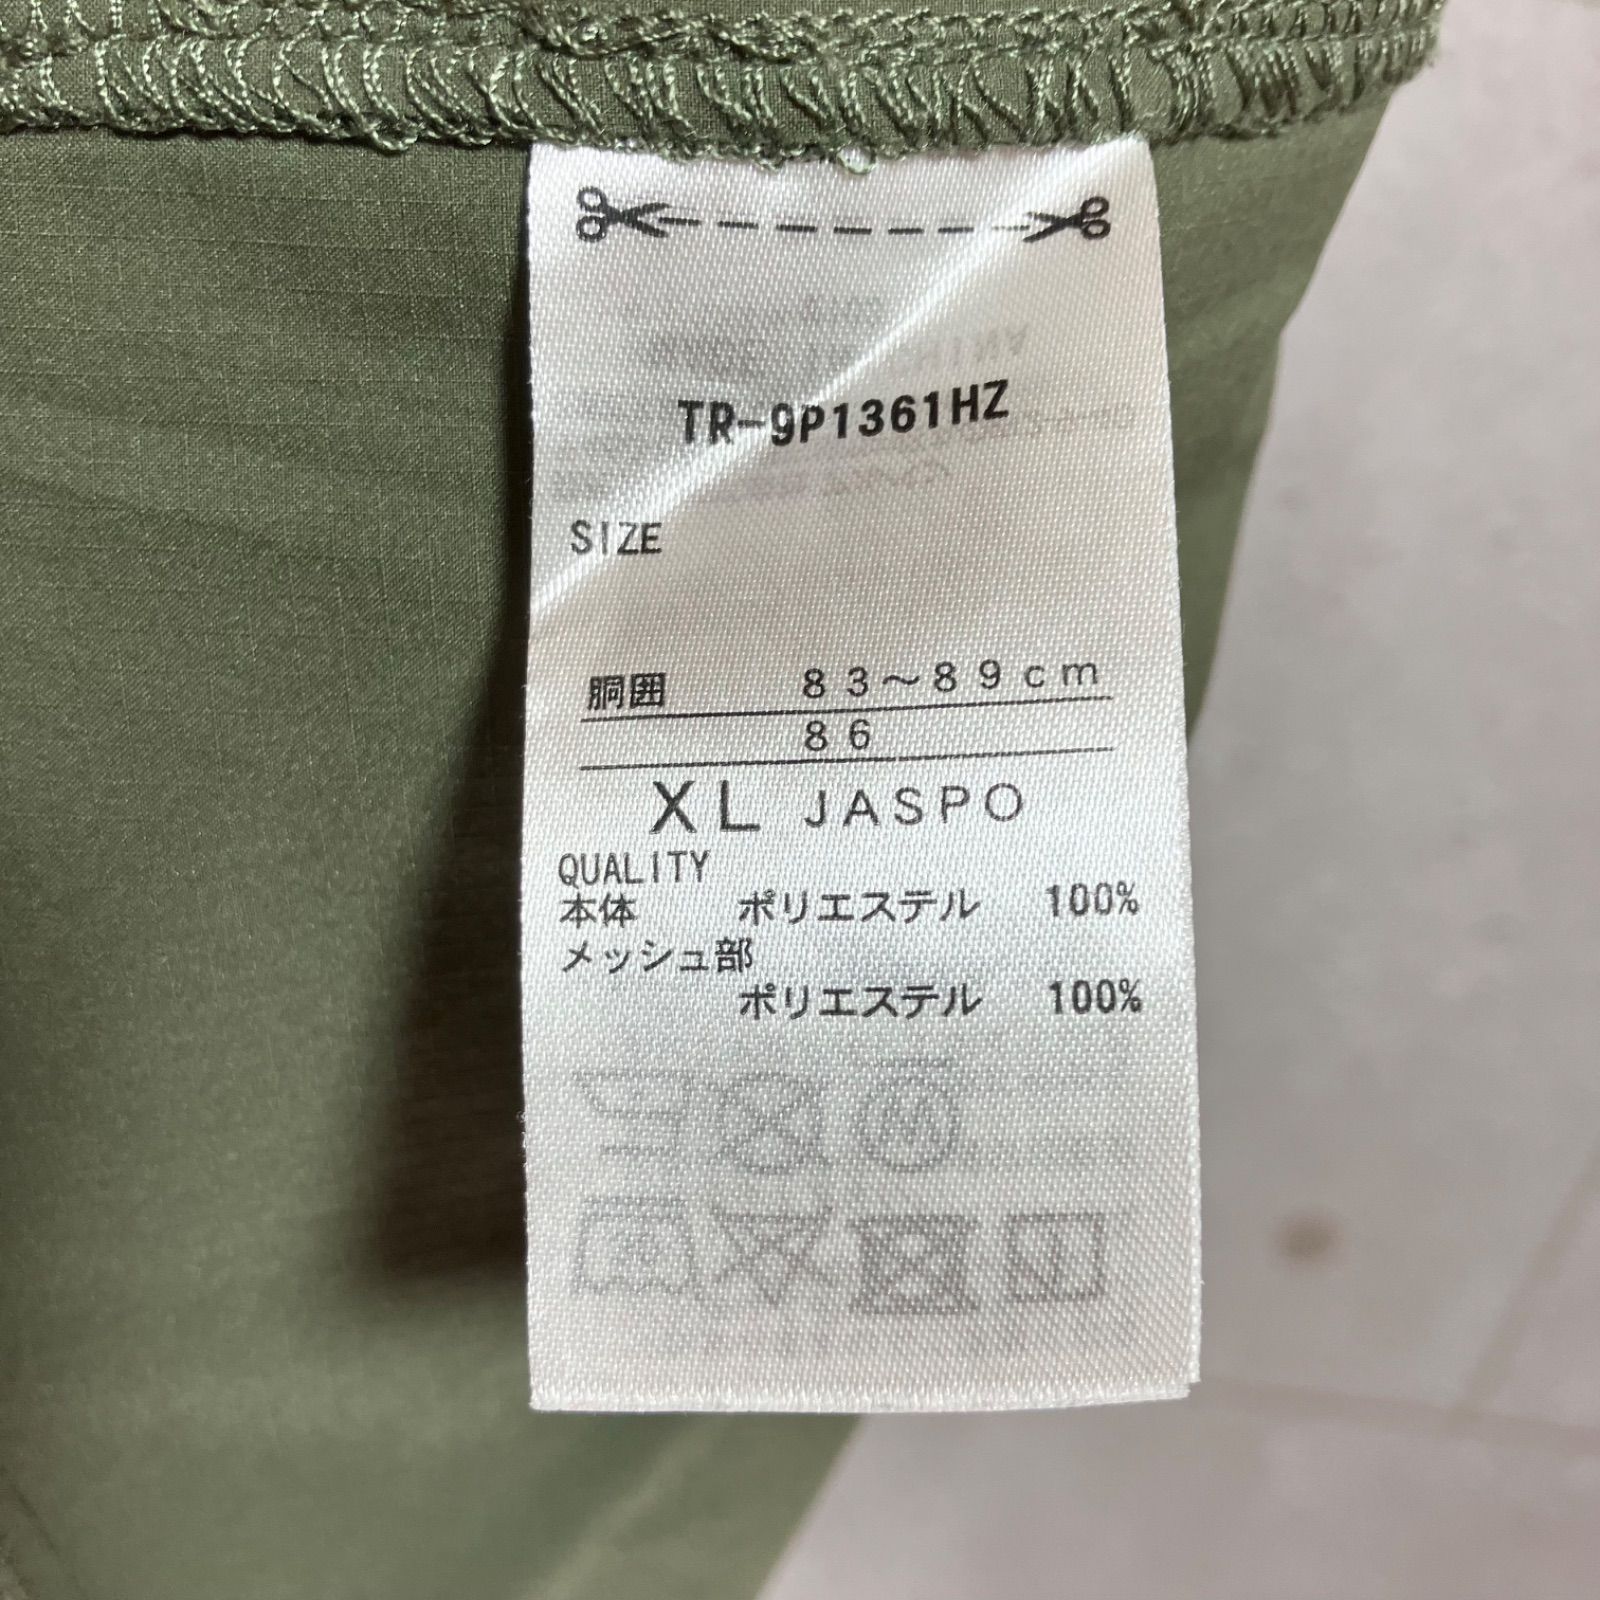 TR-9P1361HZ
SIZE
胴囲 83～89cm
86
XL JASPO
QUALITY
本体 ポリエステル 100%
メッシュ部
ポリエステル 100%